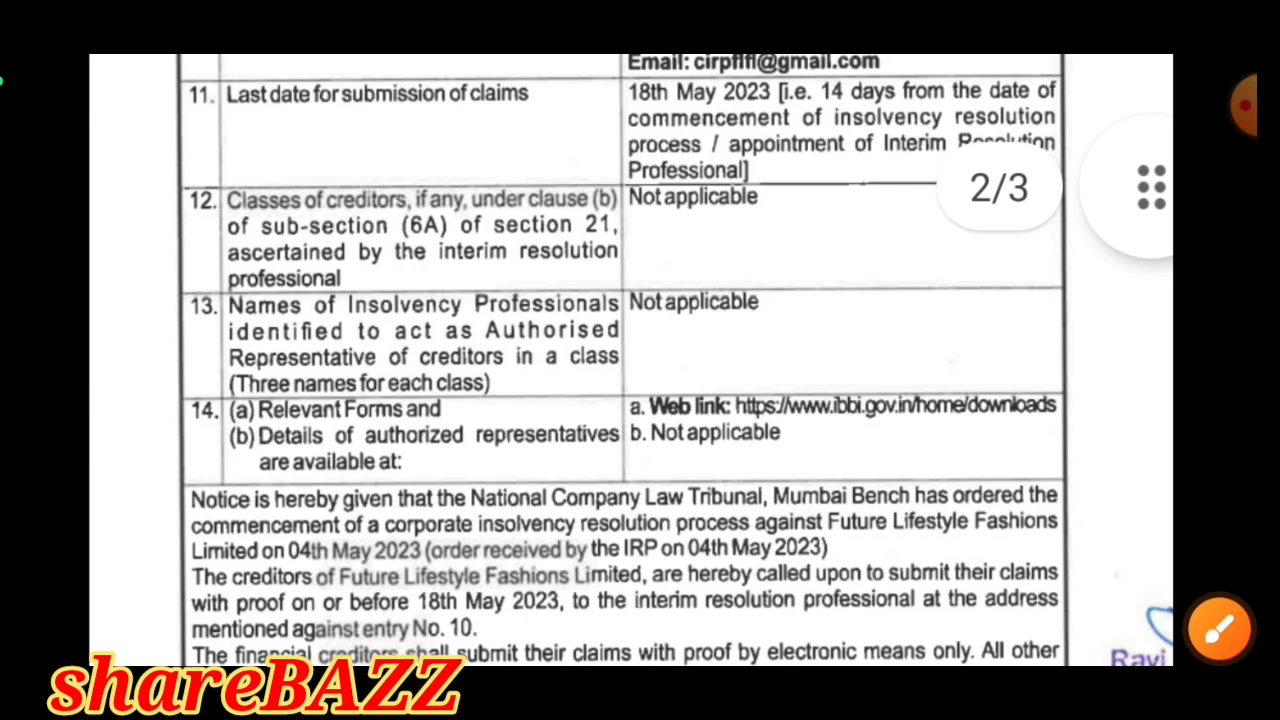 Email: cirpflfl@gmail.com
11. Last date for submission of claims
18th May 2023 [i.e. 14 days from the date of
commencement of insolvency resolution
process / appointment of Interim Resolution
Professional]
2/3
12. Classes of creditors, if any, under clause (b)
of sub-section (6A) of section 21,
ascertained by the interim resolution
professional
Not applicable
13. Names of Insolvency Professionals
identified to act as Authorised
Representative of creditors in a class
(Three names for each class)
Not applicable
14. (a) Relevant Forms and
(b) Details of authorized representatives
are available at:
a. Web link: https://www.ibbi.gov.in/home/downloads
b. Not applicable
Notice is hereby given that the National Company Law Tribunal, Mumbai Bench has ordered the
commencement of a corporate insolvency resolution process against Future Lifestyle Fashions
Limited on 04th May 2023 (order received by the IRP on 04th May 2023)
The creditors of Future Lifestyle Fashions Limited, are hereby called upon to submit their claims
with proof on or before 18th May 2023, to the interim resolution professional at the address
mentioned against entry No. 10.
The financial creditors shall submit their claims with proof by electronic means only. All other
Ravi
shareBAZZ